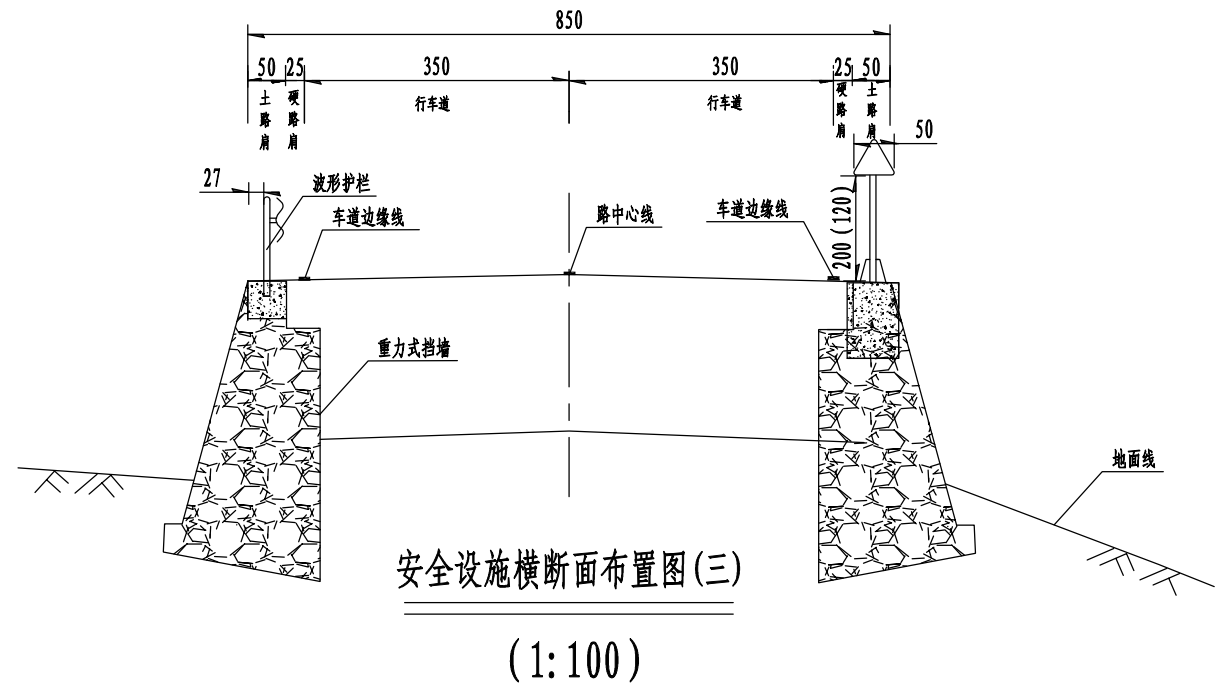 850
50
25
350
350
25
50
土路肩
硬路肩
行车道
行车道
硬路肩
土路肩
50
27
波形护栏
车道边缘线
路中心线
车道边缘线
200 (120)
重力式挡墙
地面线
安全设施横断面布置图(三)
(1:100)